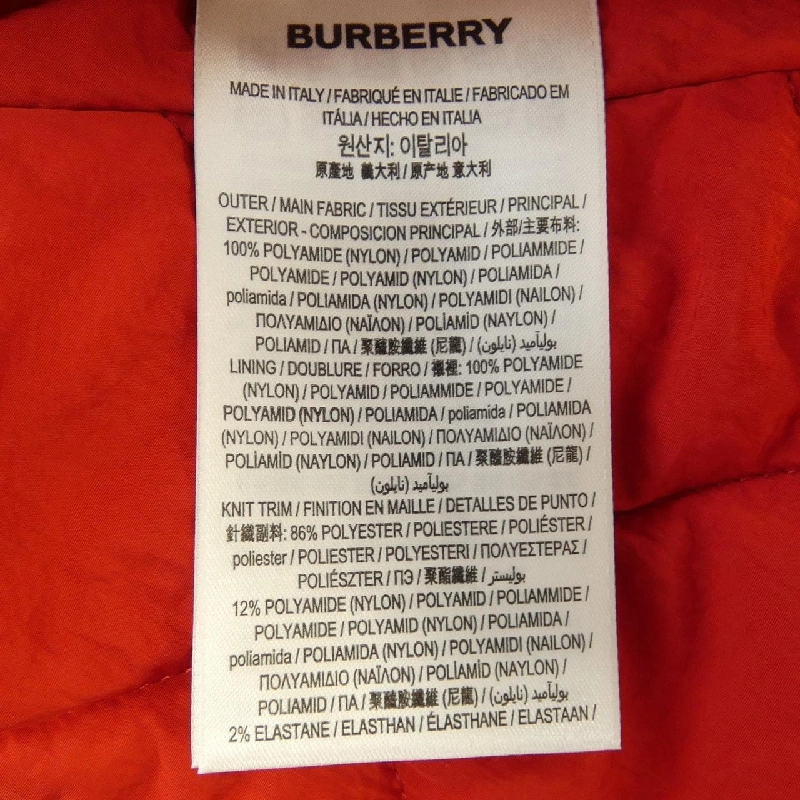 BURBERRY
MADE IN ITALY / FABRIQUÉ EN ITALIE / FABRICADO EM
ITÁLIA / HECHO EN ITALIA
원산지: 이탈리아
原產地 義大利 / 原产地 意大利
OUTER / MAIN FABRIC / TISSU EXTÉRIEUR / PRINCIPAL /
EXTERIOR - COMPOSICION PRINCIPAL / 外部/主要布料:
100% POLYAMIDE (NYLON) / POLYAMID / POLIAMMIDE /
POLYAMIDE / POLYAMID (NYLON) / POLIAMIDA /
poliamida / POLIAMIDA (NYLON) / POLYAMIDI (NAILON) /
ΠΟΛΥΑΜΙΔΙΟ (ΝΑΪΛΟΝ) / POLİAMİD (NAYLON) /
POLIAMID / ПА / 聚醯胺纖維 (尼龍) / بوليآميد (نايلون)
LINING / DOUBLURE / FORRO / 襯裡: 100% POLYAMIDE
(NYLON) / POLYAMID / POLIAMMIDE / POLYAMIDE /
POLYAMID (NYLON) / POLIAMIDA / poliamida / POLIAMIDA
(NYLON) / POLYAMIDI (NAILON) / ΠΟΛΥΑΜΙΔΙΟ (ΝΑΪΛΟΝ) /
POLİAMİD (NAYLON) / POLIAMID / ПА / 聚醯胺纖維 (尼龍) /
بوليآميد (نايلون)
KNIT TRIM / FINITION EN MAILLE / DETALLES DE PUNTO /
針織副料: 86% POLYESTER / POLIESTERE / POLIÉSTER /
poliester / POLIESTER / POLYESTERI / ΠΟΛΥΕΣΤΕΡΑΣ /
POLIÉSZTER / ПЭ / 聚酯纖維 / بوليستر
12% POLYAMIDE (NYLON) / POLYAMID / POLIAMMIDE /
POLYAMIDE / POLYAMID (NYLON) / POLIAMIDA /
poliamida / POLIAMIDA (NYLON) / POLYAMIDI (NAILON) /
ΠΟΛΥΑΜΙΔΙΟ (ΝΑΪΛΟΝ) / POLİAMİD (NAYLON) /
POLIAMID / ПА / 聚醯胺纖維 (尼龍) / بوليآميد (نايلون)
2% ELASTANE / ELASTHAN / ÉLASTHANE / ELASTAAN /